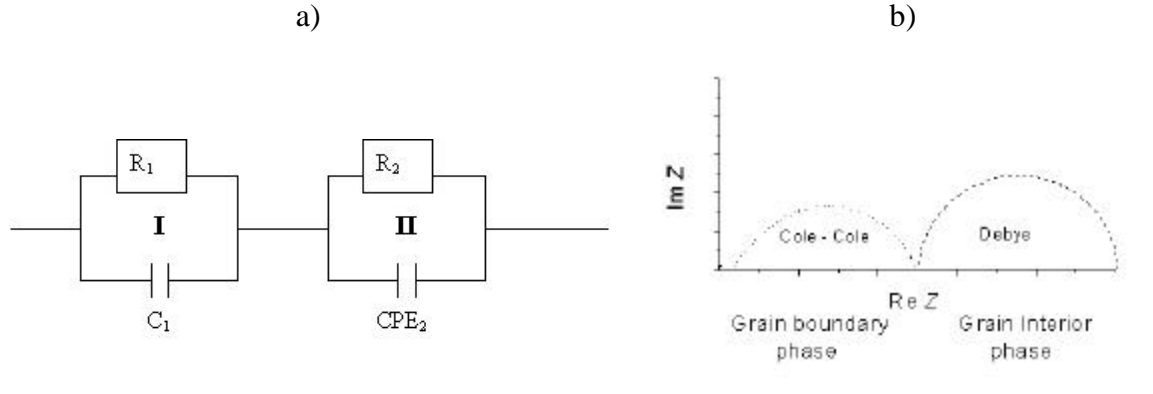 a)
b)
R1
R2
I
II
C1
CPE2
Im Z
Cole - Cole
Debye
Re Z
Grain boundary
phase
Grain Interior
phase